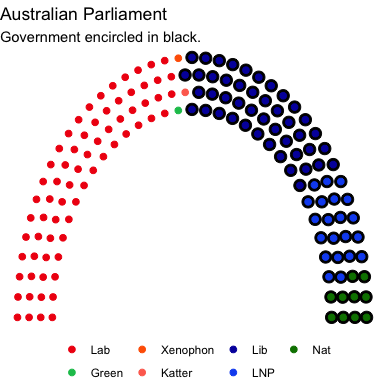 Australian Parliament
Government encircled in black.
Lab Xenophon Lib Nat
Green Katter LNP